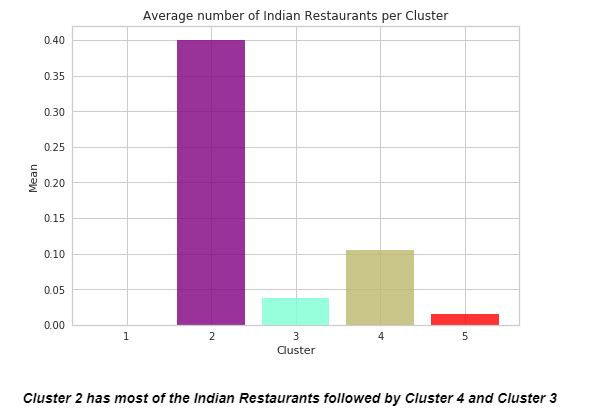 Average number of Indian Restaurants per Cluster
0.40
0.35
0.30
0.25
0.20
0.15
0.10
0.05
0.00
Mean
1 2 3 4 5
Cluster
Cluster 2 has most of the Indian Restaurants followed by Cluster 4 and Cluster 3